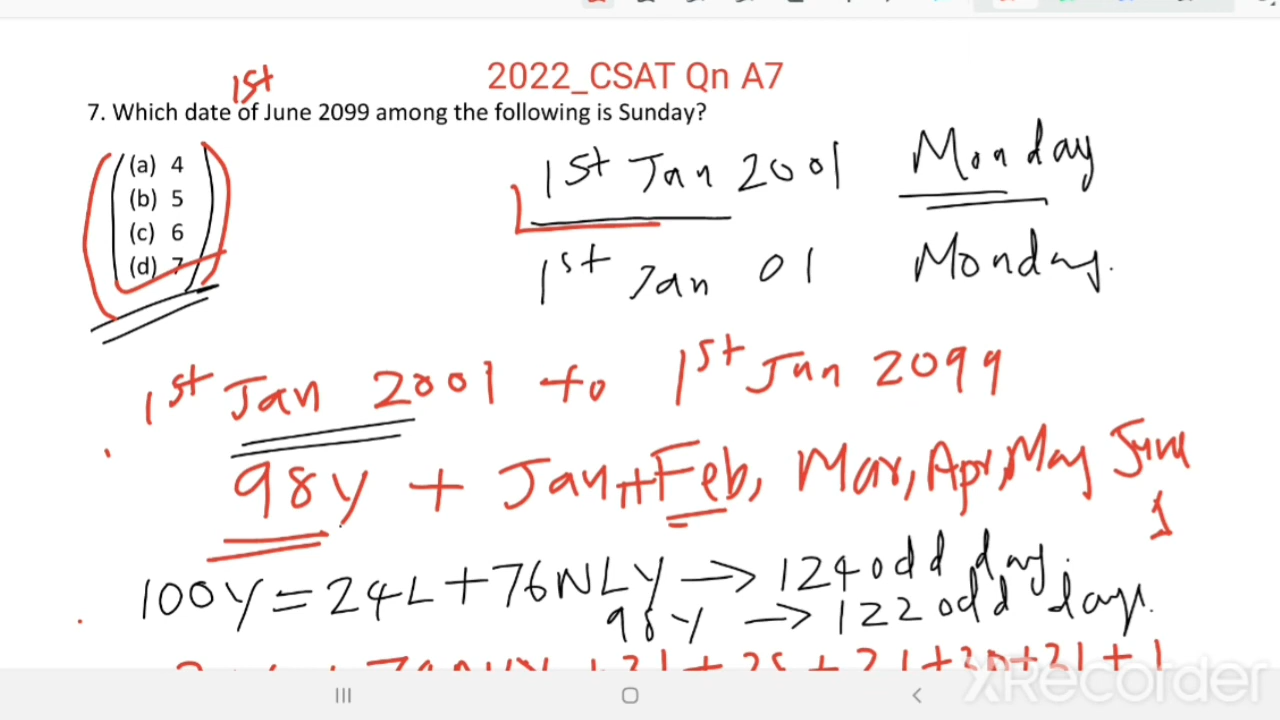 2022_CSAT Qn A7
1st
7. Which date of June 2099 among the following is Sunday?
(a) 4
(b) 5
(c) 6
(d) 7
1st Jan 2001 Monday
1st Jan 01 Monday.
1st Jan 2001 to 1st Jun 2099
98y + Jan+Feb, Mar, Apr, May June
1
100Y = 24L + 76NLY → 124 odd day.
98Y → 122 odd days.
XRecorder